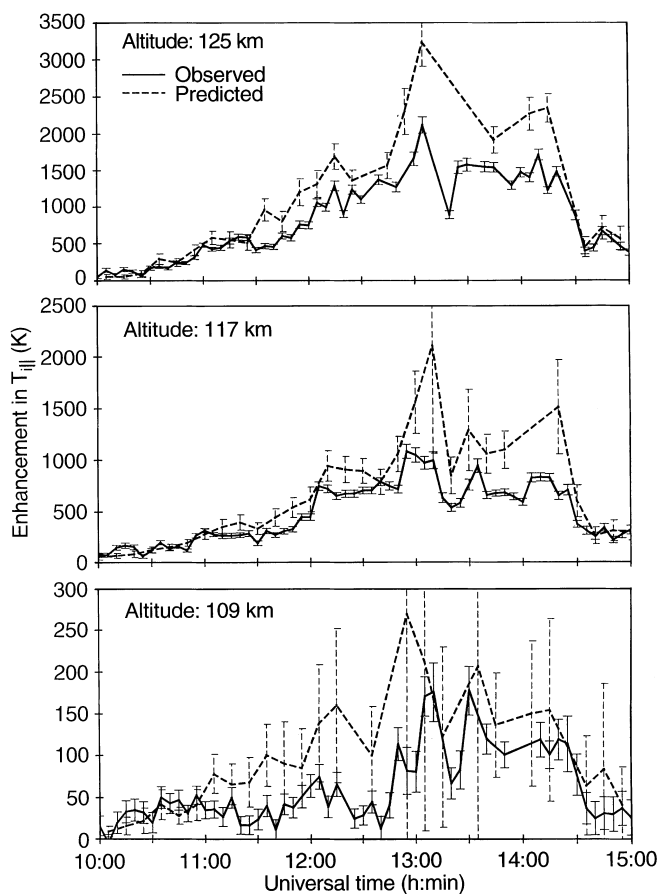 3500
Altitude: 125 km
3000
Observed
Predicted
2500
2000
1500
1000
500
0
2500
Altitude: 117 km
2000
1500
1000
500
0
Enhancement in Ti|| (K)
300
Altitude: 109 km
250
200
150
100
50
0
10:00 11:00 12:00 13:00 14:00 15:00
Universal time (h:min)